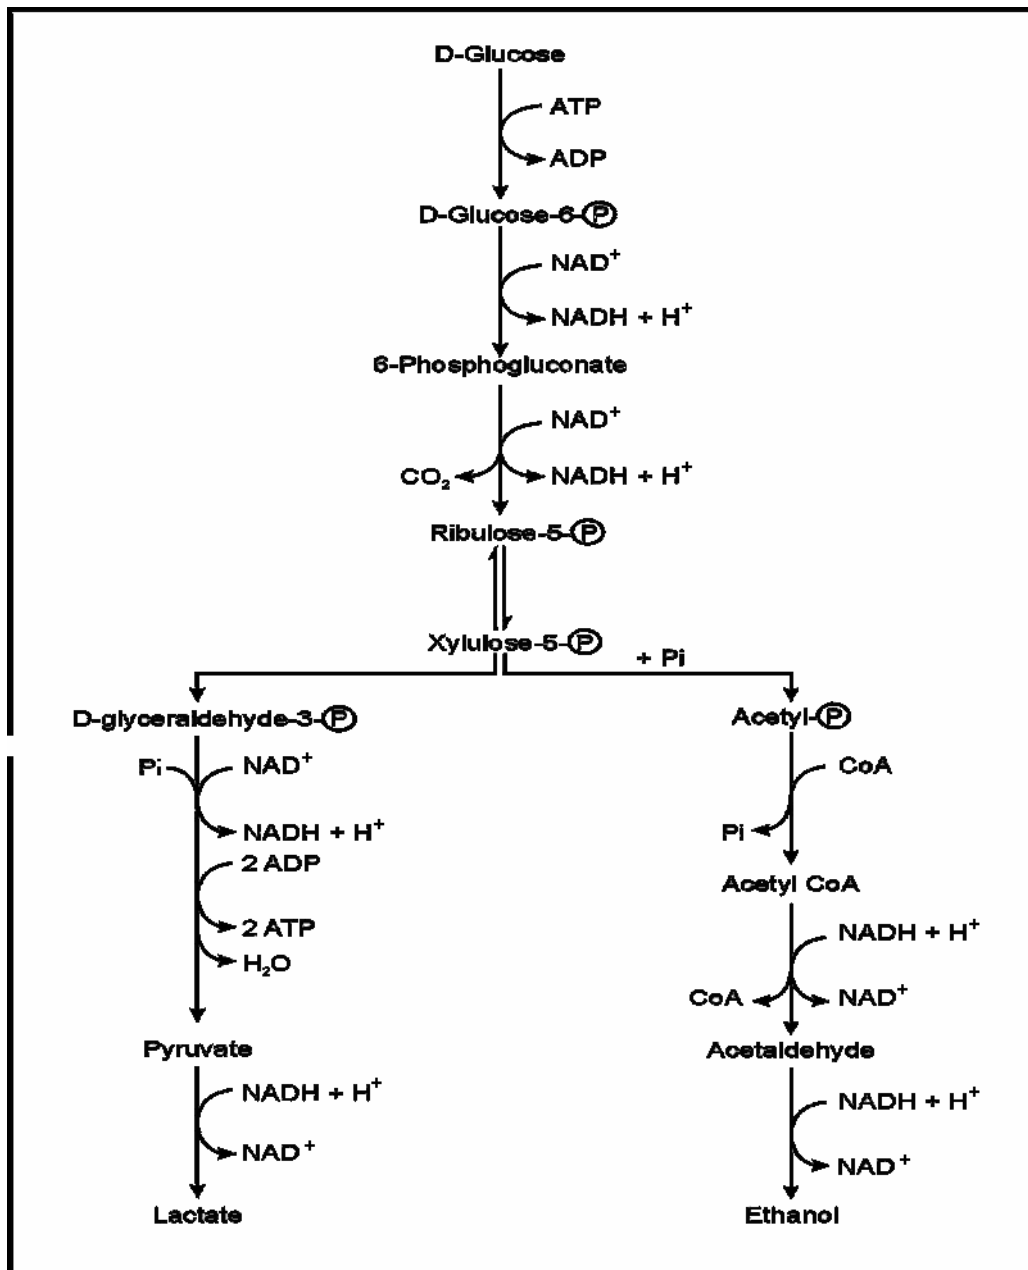 D-Glucose
ATP
ADP
D-Glucose-6-Ⓟ
NAD⁺
NADH + H⁺
6-Phosphogluconate
NAD⁺
CO₂ NADH + H⁺
Ribulose-5-Ⓟ
Xylulose-5-Ⓟ
+ Pi
D-glyceraldehyde-3-Ⓟ
Pi NAD⁺
NADH + H⁺
2 ADP
2 ATP
H₂O
Pyruvate
NADH + H⁺
NAD⁺
Lactate
Acetyl-Ⓟ
CoA
Pi
Acetyl CoA
NADH + H⁺
CoA NAD⁺
Acetaldehyde
NADH + H⁺
NAD⁺
Ethanol